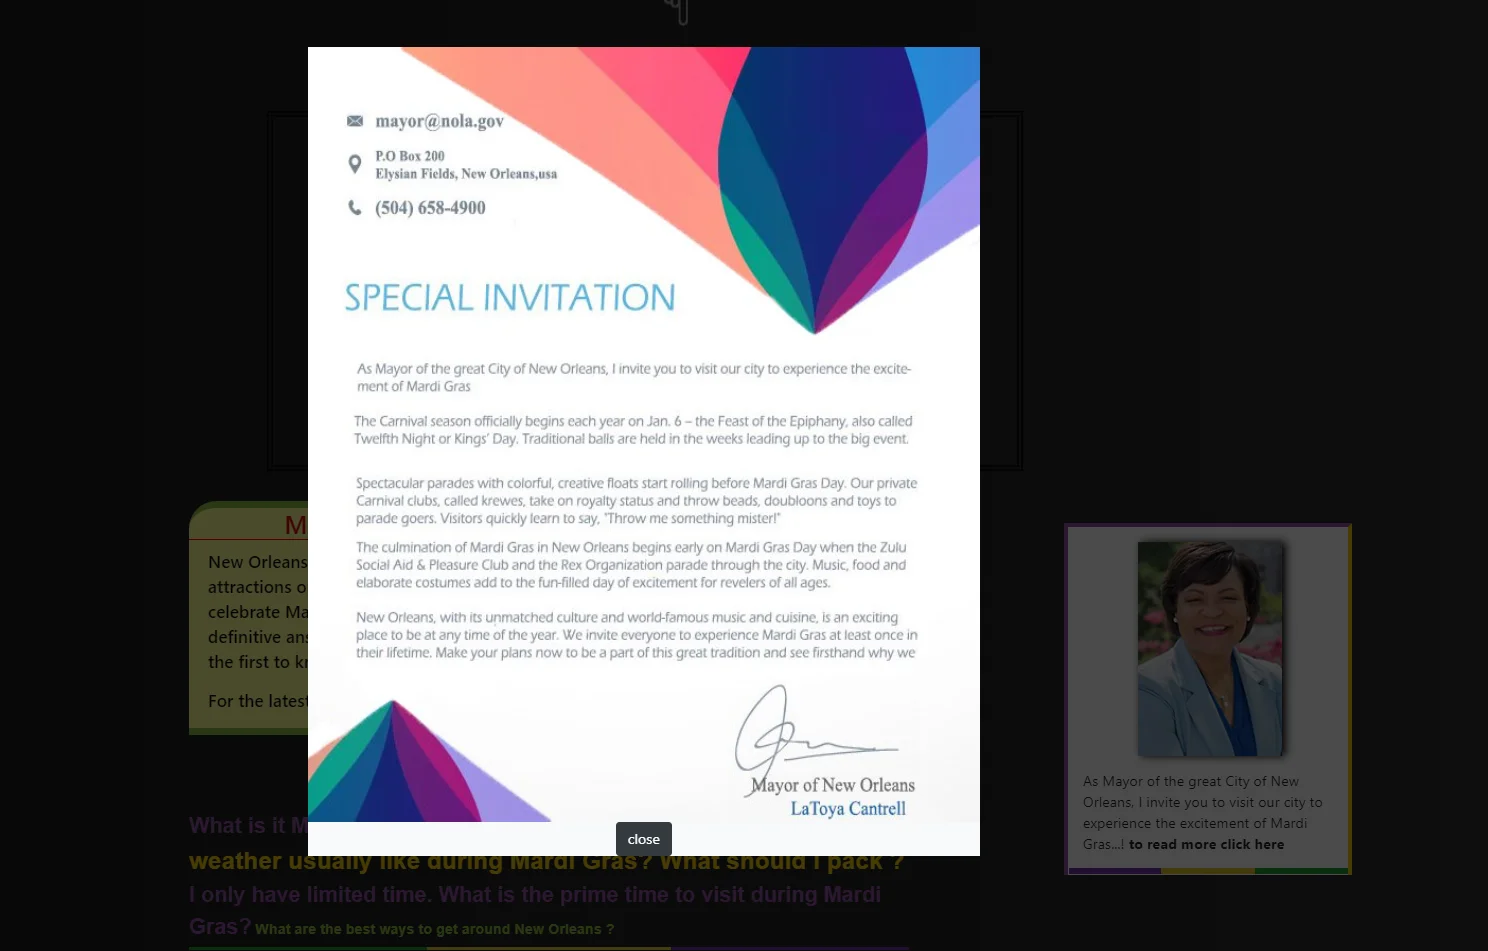 mayor@nola.gov
P.O Box 200
Elysian Fields, New Orleans,usa
(504) 658-4900
SPECIAL INVITATION
As Mayor of the great City of New Orleans, I invite you to visit our city to experience the excite-
ment of Mardi Gras
The Carnival season officially begins each year on Jan. 6 – the Feast of the Epiphany, also called
Twelfth Night or Kings' Day. Traditional balls are held in the weeks leading up to the big event.
Spectacular parades with colorful, creative floats start rolling before Mardi Gras Day. Our private
Carnival clubs, called krewes, take on royalty status and throw beads, doubloons and toys to
parade goers. Visitors quickly learn to say, "Throw me something mister!"
The culmination of Mardi Gras in New Orleans begins early on Mardi Gras Day when the Zulu
Social Aid & Pleasure Club and the Rex Organization parade through the city. Music, food and
elaborate costumes add to the fun-filled day of excitement for revelers of all ages.
New Orleans, with its unmatched culture and world-famous music and cuisine, is an exciting
place to be at any time of the year. We invite everyone to experience Mardi Gras at least once in
their lifetime. Make your plans now to be a part of this great tradition and see firsthand why we
Mayor of New Orleans
LaToya Cantrell
close
M
New Orleans
attractions o
celebrate Ma
definitive ans
the first to kn
For the latest
What is it M
weather usually like during Mardi Gras? What should I pack ?
I only have limited time. What is the prime time to visit during Mardi
Gras? What are the best ways to get around New Orleans ?
As Mayor of the great City of New
Orleans, I invite you to visit our city to
experience the excitement of Mardi
Gras...! to read more click here